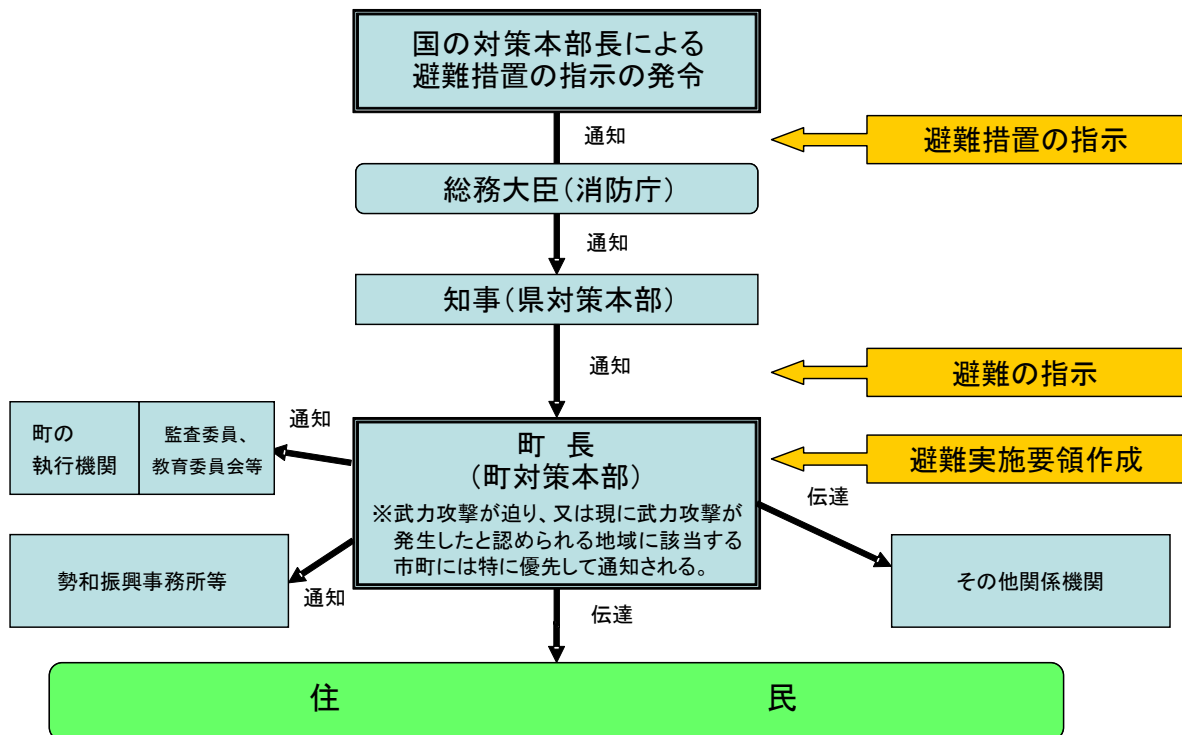 国の対策本部長による
避難措置の指示の発令
通知
避難措置の指示
総務大臣(消防庁)
通知
知事(県対策本部)
通知
避難の指示
町の
執行機関
監査委員、
教育委員会等
通知
町 長
(町対策本部)
※武力攻撃が迫り、又は現に武力攻撃が
発生したと認められる地域に該当する
市町には特に優先して通知される。
避難実施要領作成
伝達
勢和振興事務所等
通知
その他関係機関
伝達
住 民